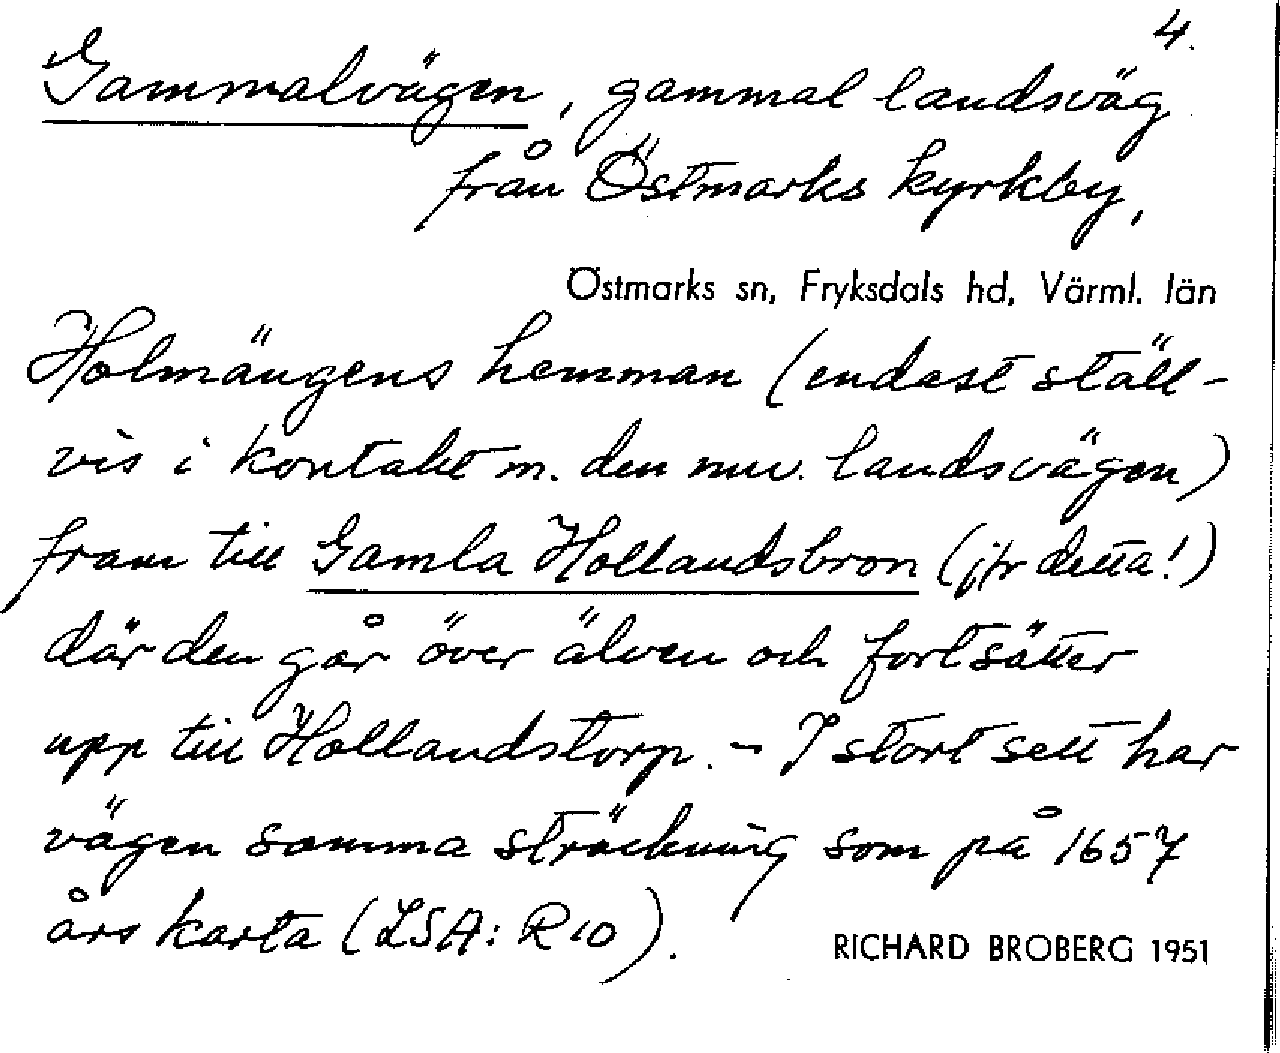 4.
Gammalvägen, gammal landsväg
från Östmarks kyrkby,
Östmarks sn, Fryksdals hd, Värml. län
Holmängens hemman (endast ställ-
vis i kontakt m. den nuv. landsvägen)
fram till Gamla Hollandsbron (jfr detta!)
där den går över älven och fortsätter
upp till Hollandstorp. - I stort sett har
vägen samma sträckning som på 1657
års karta (LSA: R10).
RICHARD BROBERG 1951